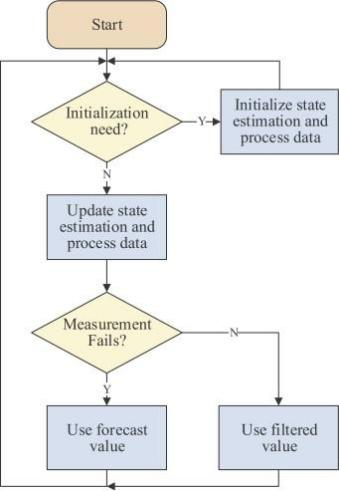 Start
Initialization
need?
Y
Initialize state
estimation and
process data
N
Update state
estimation and
process data
Measurement
Fails?
N
Y
Use forecast
value
Use filtered
value